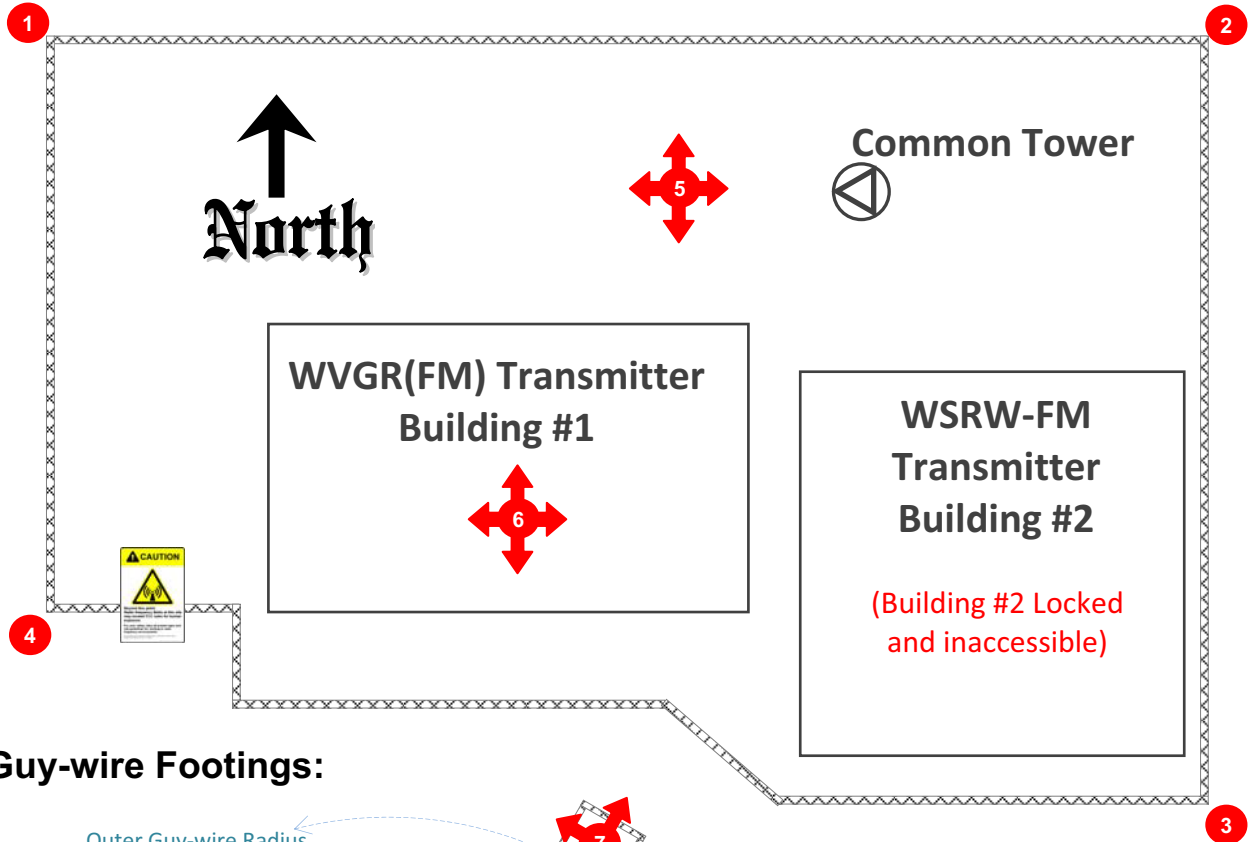 1
2
Common Tower
5
North
WVGR(FM) Transmitter
Building #1
6
WSRW-FM
Transmitter
Building #2
(Building #2 Locked
and inaccessible)
CAUTION
4
Guy-wire Footings:
Outer Guy-wire Radius
7
3